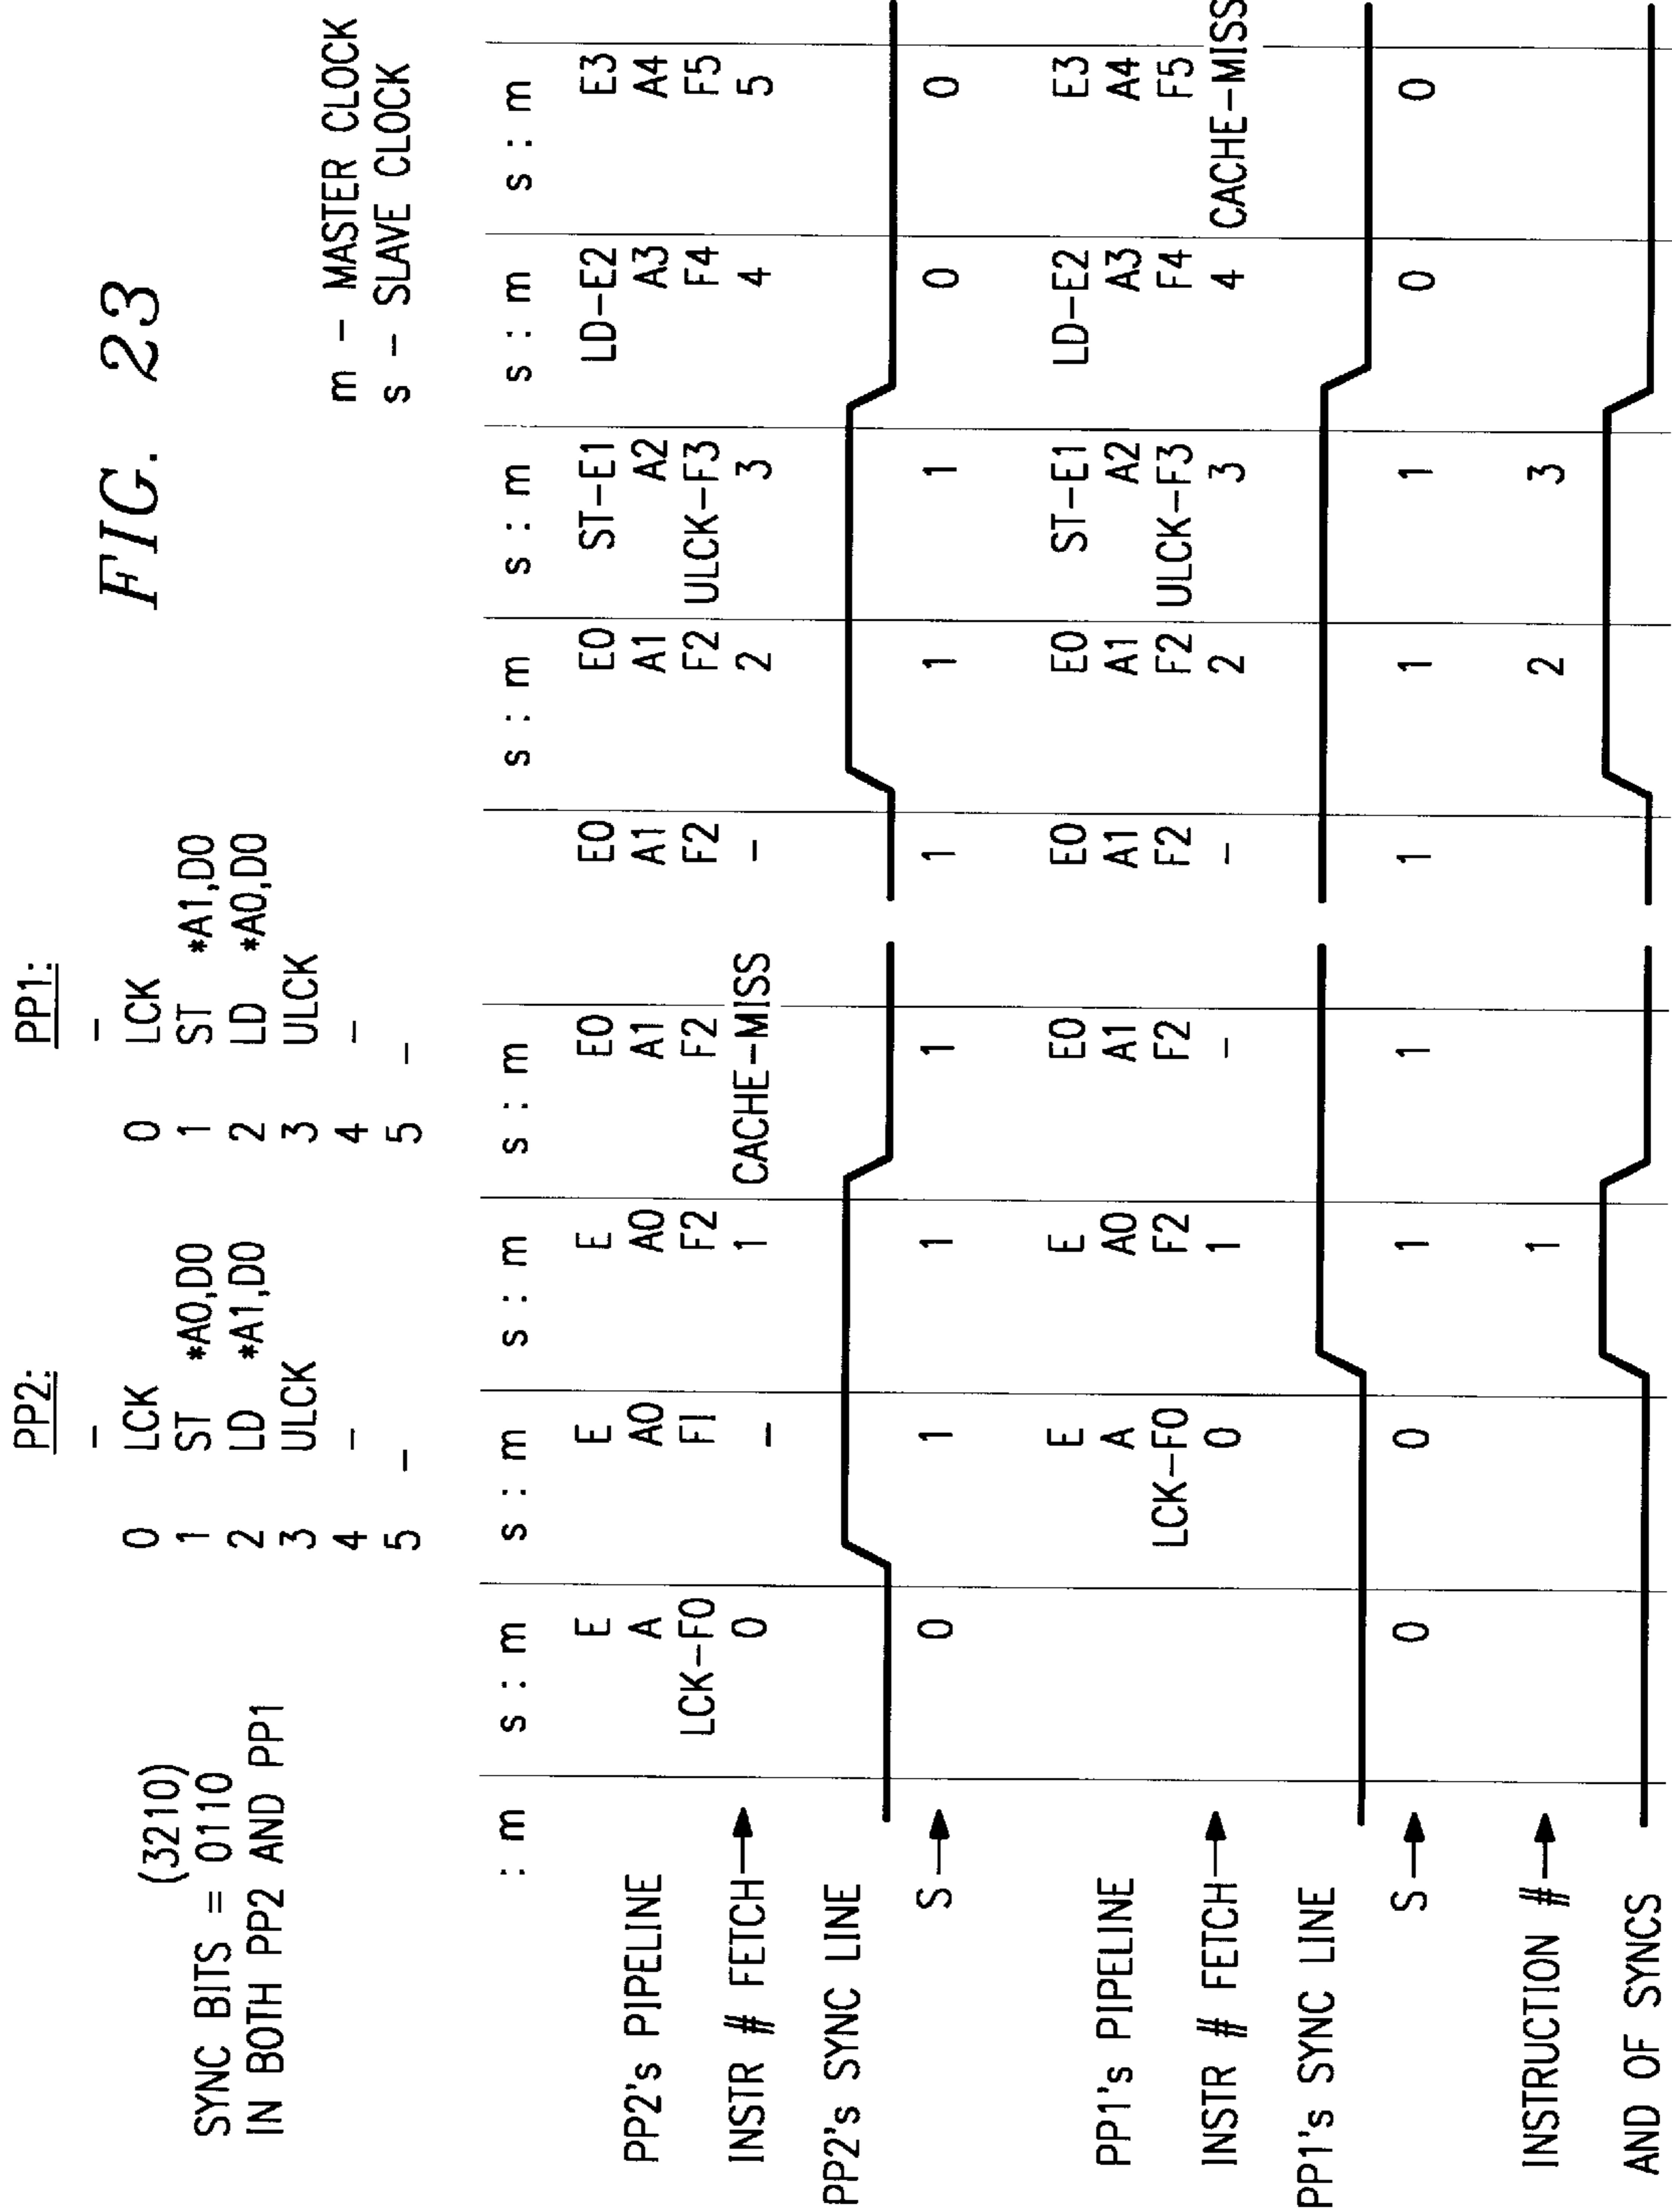 FIG. 23
PP2: PP1:
– –
(3210) 0 LCK 0 LCK
SYNC BITS = 0110 1 ST *A0,D0 1 ST *A1,D0
IN BOTH PP2 AND PP1 2 LD *A1,D0 2 LD *A0,D0
3 ULCK 3 ULCK
4 – 4 –
5 – 5 –
m – MASTER CLOCK
s – SLAVE CLOCK
: m s : m s : m s : m s : m s : m s : m s : m s : m
E E E E0 E0 E0 ST–E1 LD–E2 E3
PP2's PIPELINE A A0 A0 A1 A1 A1 A2 A3 A4
LCK–F0 FI F2 F2 F2 F2 ULCK–F3 F4 F5
INSTR # FETCH 0 – 1 CACHE–MISS – 2 3 4 5
PP2's SYNC LINE
S 0 1 1 1 1 1 1 0 0
E E E0 E0 E0 ST–E1 LD–E2 E3
PP1's PIPELINE A A0 A1 A1 A1 A2 A3 A4
LCK–F0 F2 F2 F2 F2 ULCK–F3 F4 F5
INSTR # FETCH 0 1 – – 2 3 4 CACHE–MISS
PP1's SYNC LINE
S 0 0 1 1 1 1 1 0 0
INSTRUCTION # 1 2 3
AND OF SYNCS